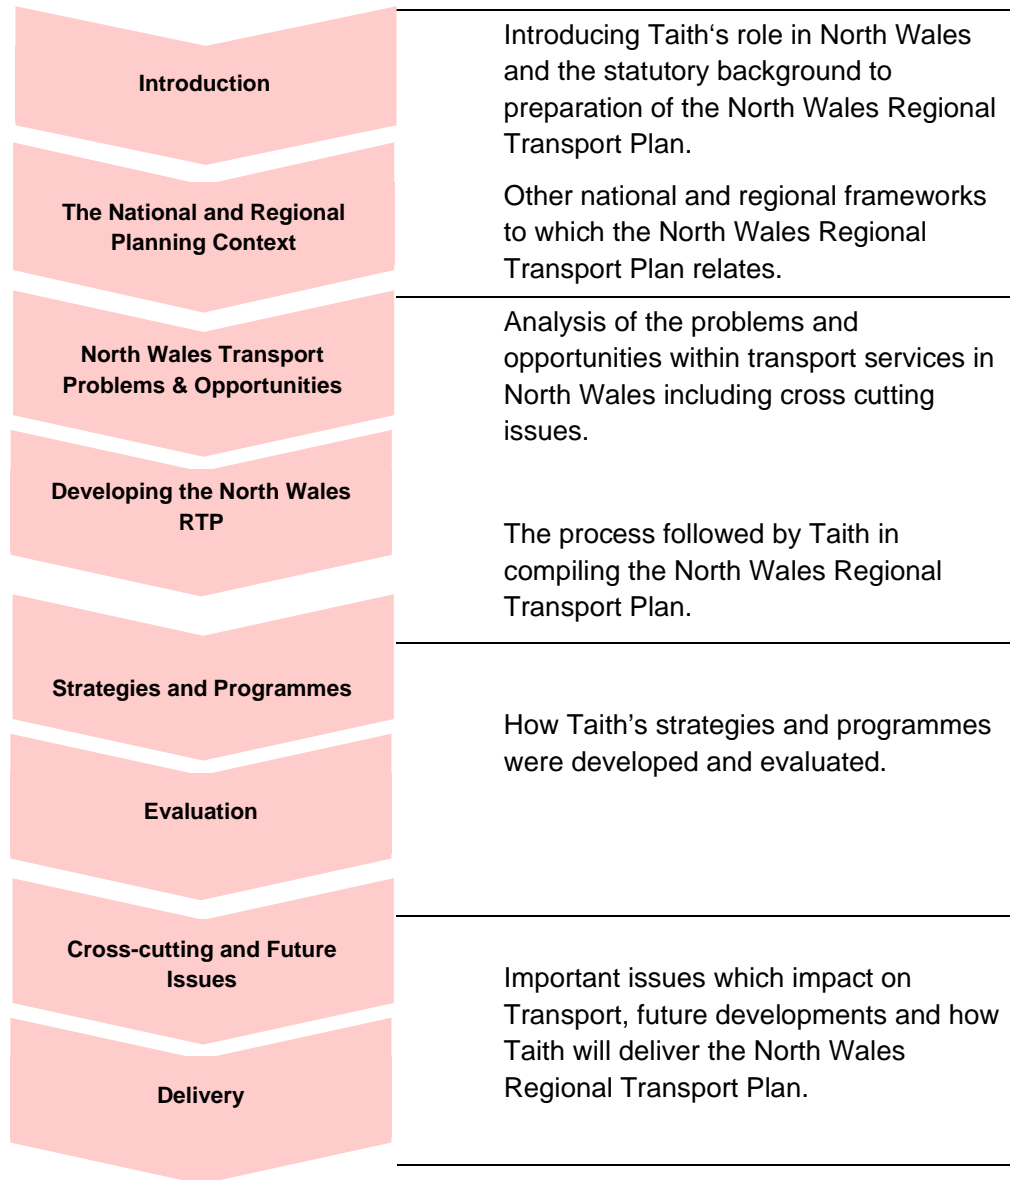 Introduction
Introducing Taith‘s role in North Wales
and the statutory background to
preparation of the North Wales Regional
Transport Plan.
The National and Regional
Planning Context
Other national and regional frameworks
to which the North Wales Regional
Transport Plan relates.
North Wales Transport
Problems & Opportunities
Analysis of the problems and
opportunities within transport services in
North Wales including cross cutting
issues.
Developing the North Wales
RTP
The process followed by Taith in
compiling the North Wales Regional
Transport Plan.
Strategies and Programmes
Evaluation
How Taith’s strategies and programmes
were developed and evaluated.
Cross-cutting and Future
Issues
Delivery
Important issues which impact on
Transport, future developments and how
Taith will deliver the North Wales
Regional Transport Plan.